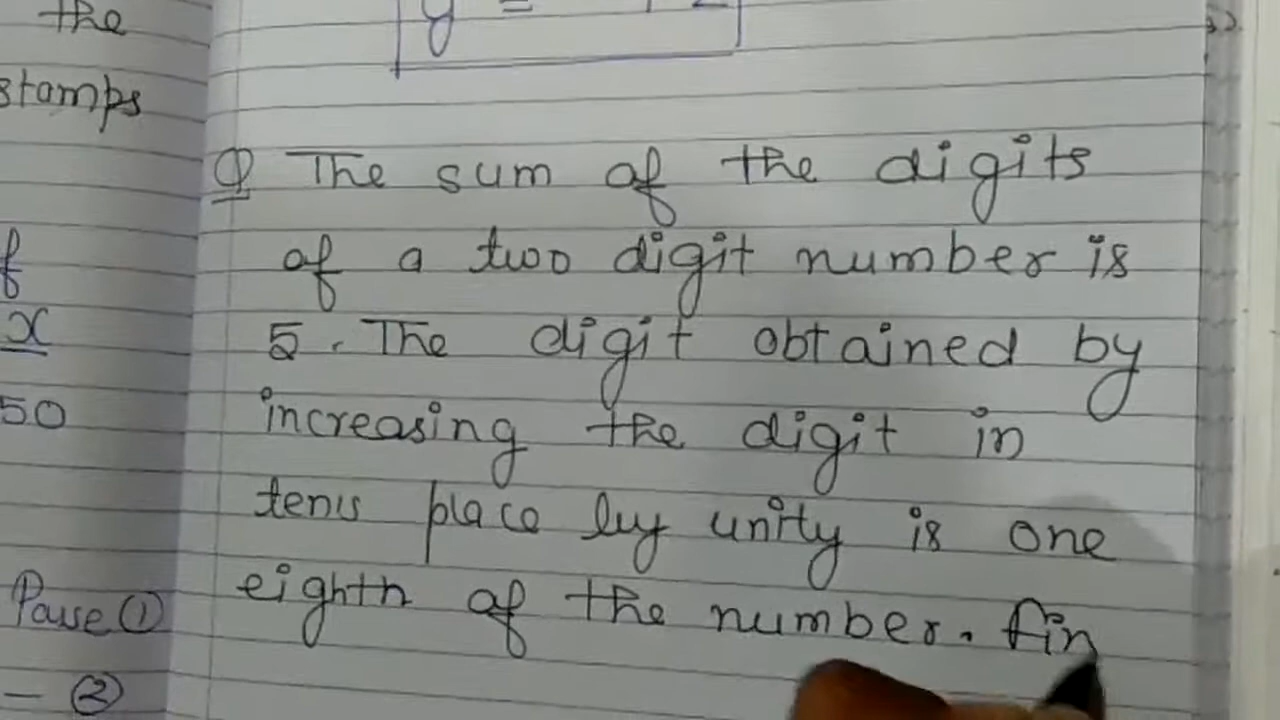 the
stamps
y =
Q The sum of the digits
of a two digit number is
5. The digit obtained by
increasing the digit in
tens place by unity is one
eighth of the number. Fin
f
x
50
Pause ①
- ②